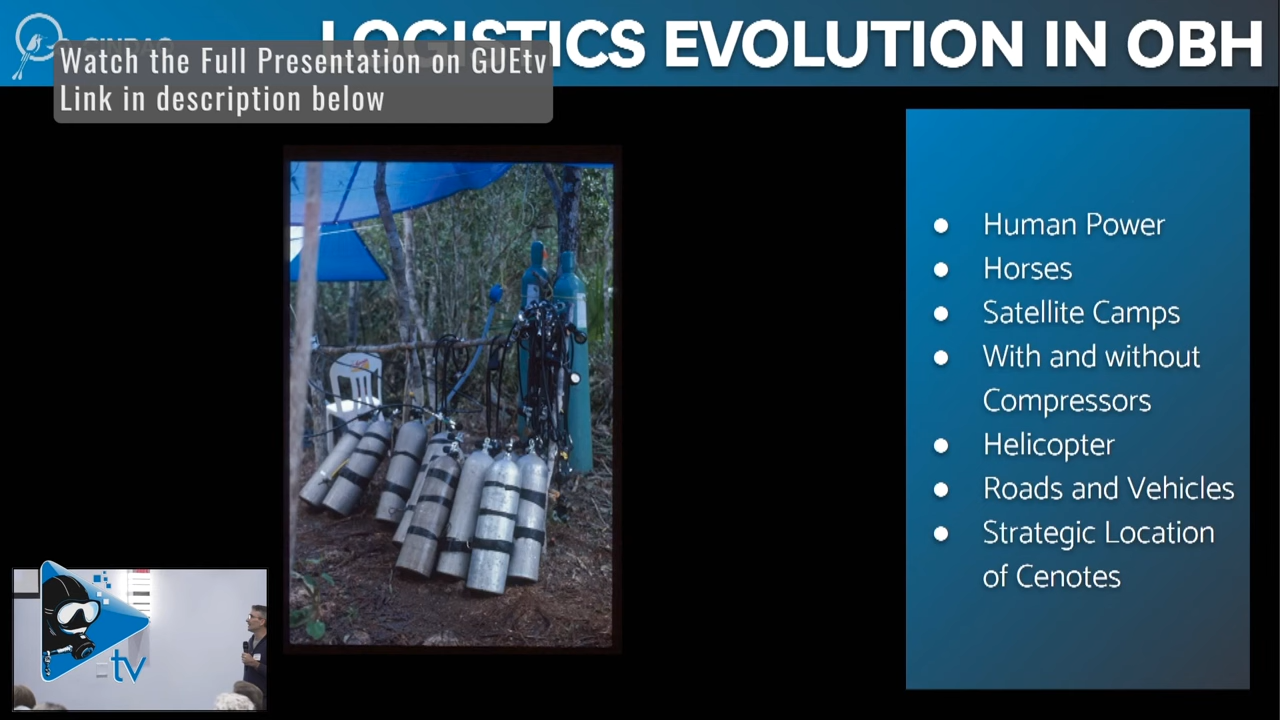 LOGISTICS EVOLUTION IN OBH
Watch the Full Presentation on GUEtv
Link in description below
● Human Power
● Horses
● Satellite Camps
● With and without
Compressors
● Helicopter
● Roads and Vehicles
● Strategic Location
of Cenotes
tv